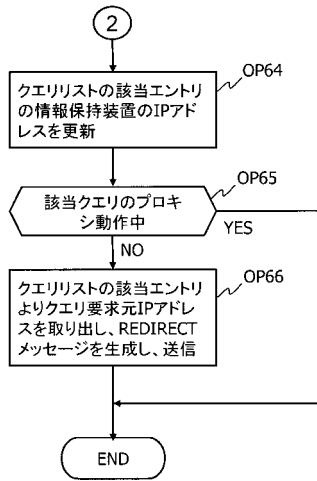 2
OP64
クエリリストの該当エントリ
の情報保持装置のIPアド
レスを更新
OP65
該当クエリのプロキ
シ動作中
YES
NO
OP66
クエリリストの該当エントリ
よりクエリ要求元IPアドレ
スを取り出し、REDIRECT
メッセージを生成し、送信
END